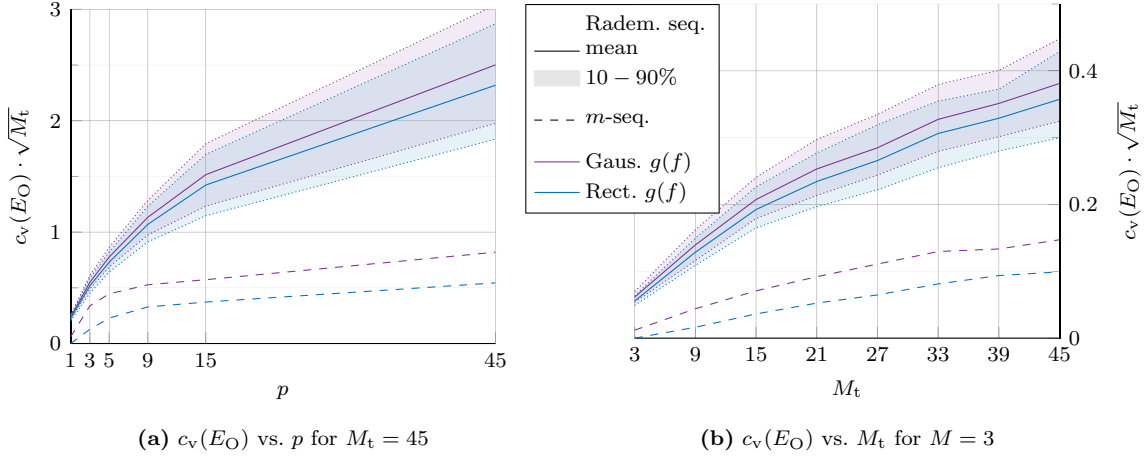 3
2
1
0
c_v(E_O) · √M_t
1 3 5 9 15 45
p
(a) c_v(E_O) vs. p for M_t = 45
Radem. seq.
mean
10 − 90%
m-seq.
Gaus. g(f)
Rect. g(f)
0.4
0.2
0
c_v(E_O) · √M_t
3 9 15 21 27 33 39 45
M_t
(b) c_v(E_O) vs. M_t for M = 3